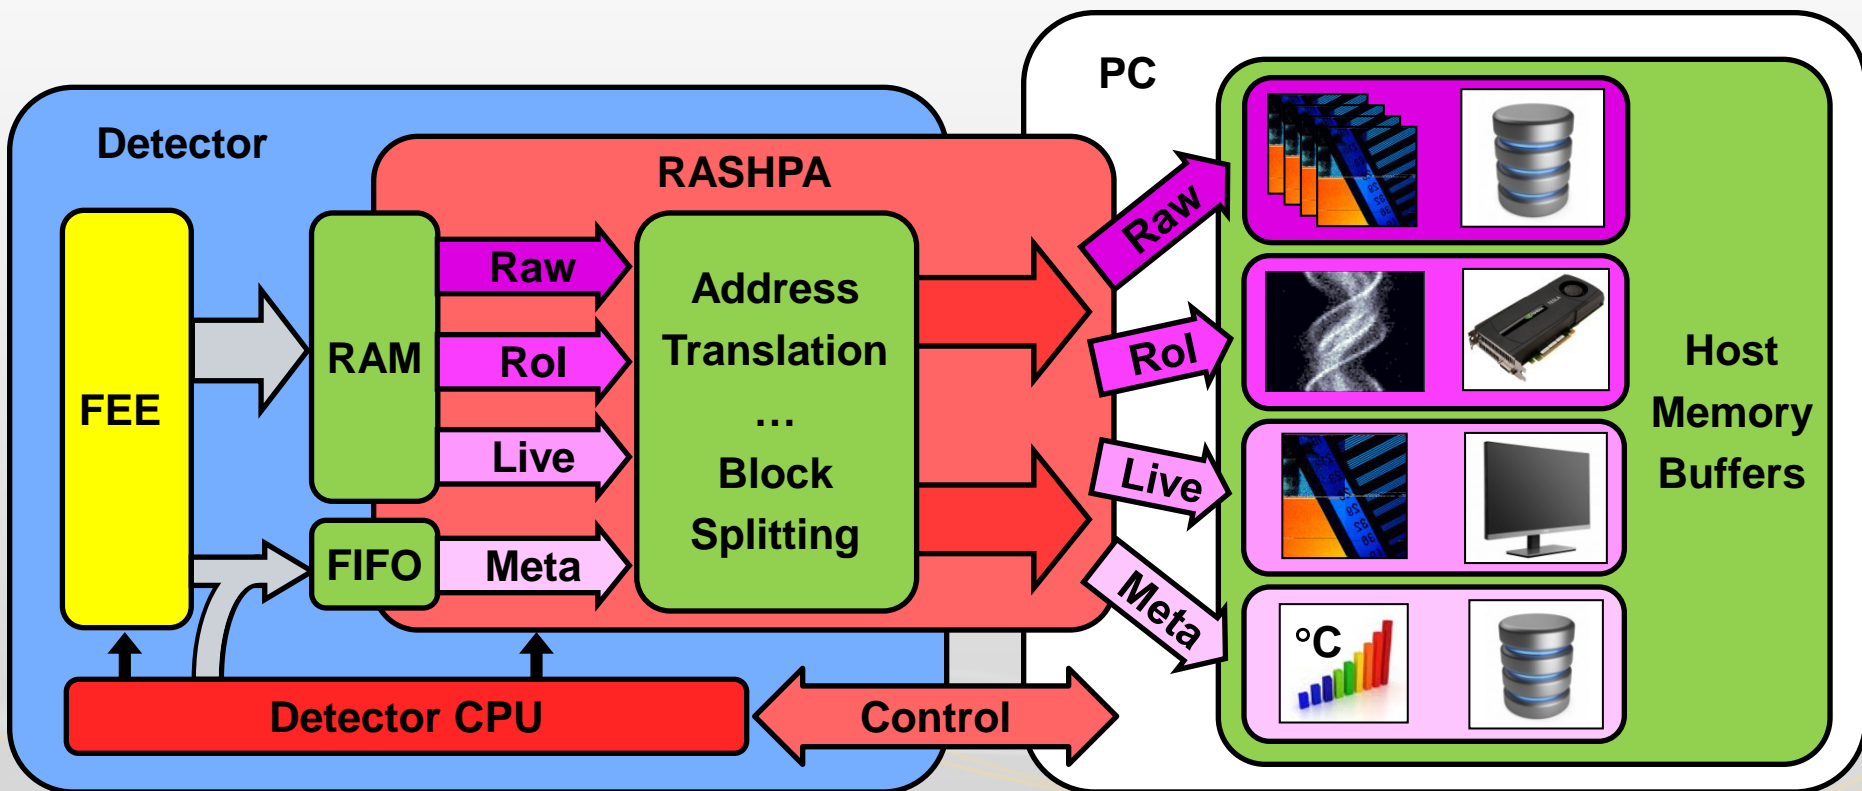 PC
Detector
RASHPA
FEE
RAM
FIFO
Raw
RoI
Live
Meta
Address
Translation
...
Block
Splitting
Raw
RoI
Live
Meta
°C
Host
Memory
Buffers
Detector CPU
Control